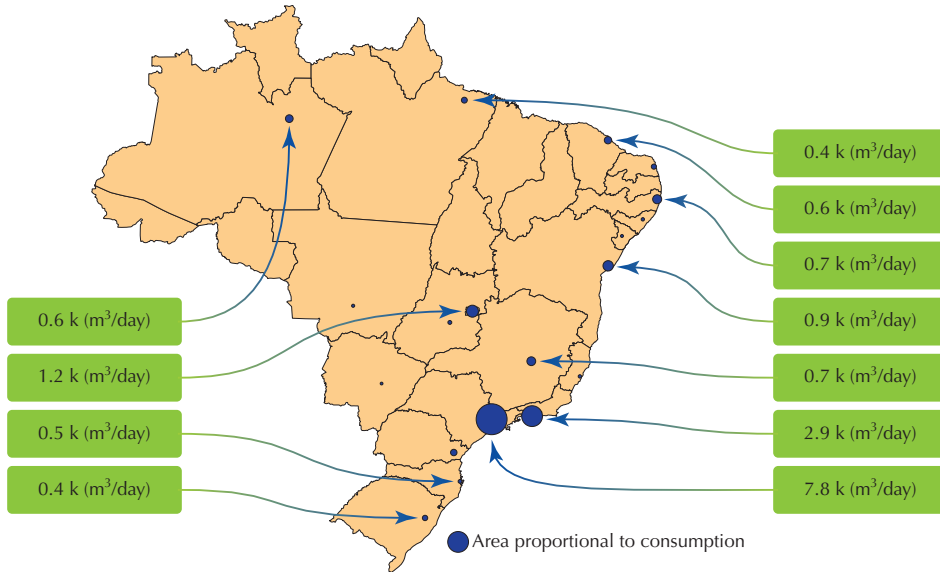 0.4 k (m³/day)
0.6 k (m³/day)
0.7 k (m³/day)
0.9 k (m³/day)
0.7 k (m³/day)
2.9 k (m³/day)
7.8 k (m³/day)
0.6 k (m³/day)
1.2 k (m³/day)
0.5 k (m³/day)
0.4 k (m³/day)
Area proportional to consumption